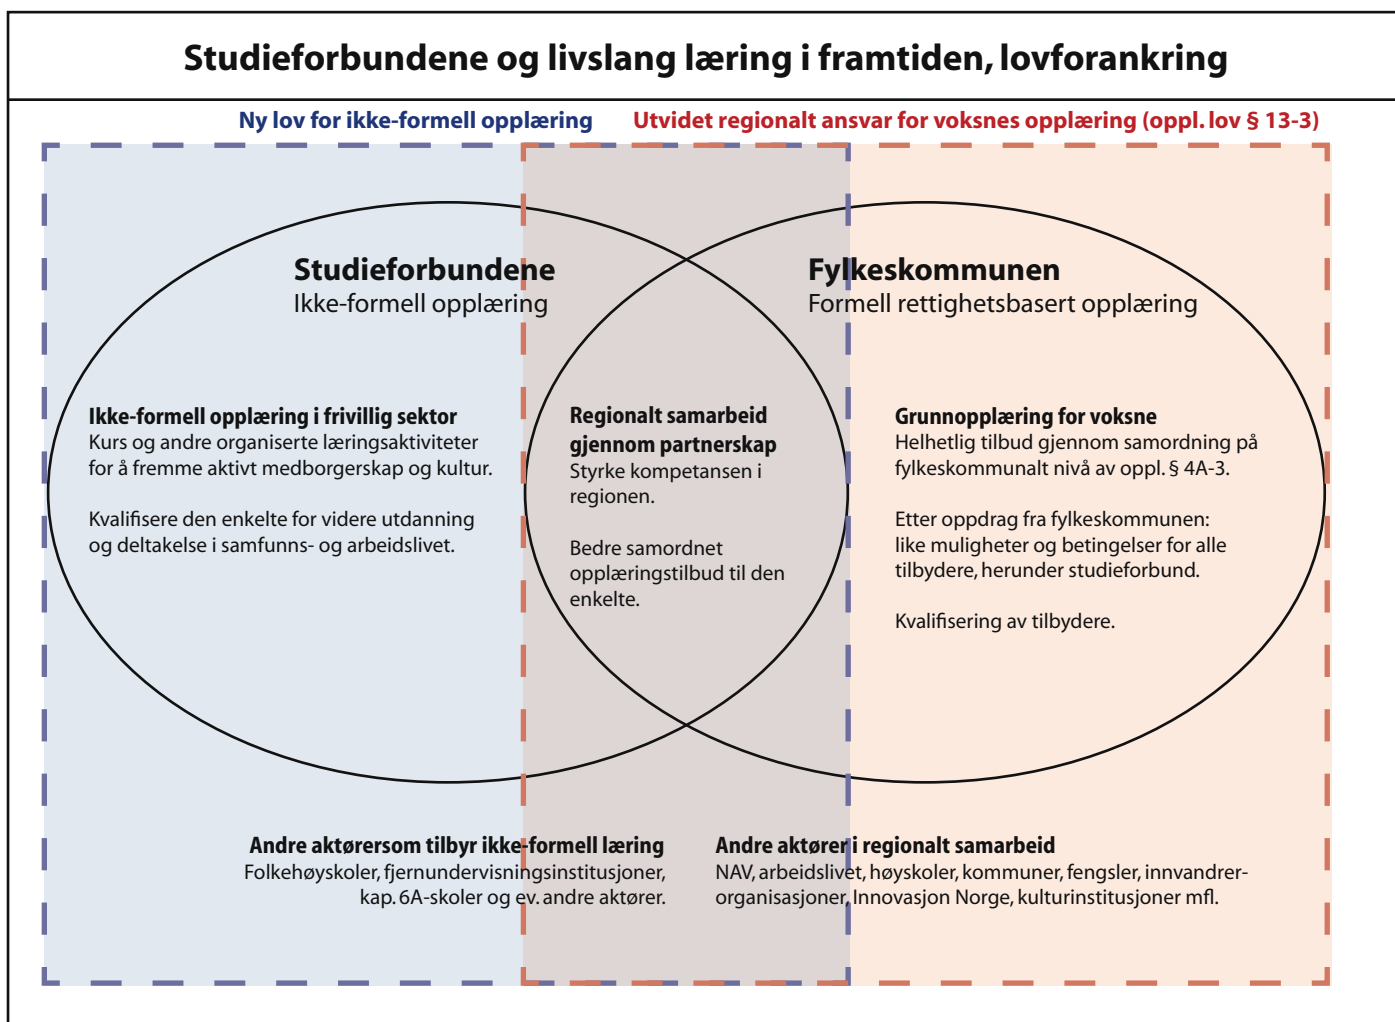 Studieforbundene og livslang læring i framtiden, lovforankring
Ny lov for ikke-formell opplæring
Utvidet regionalt ansvar for voksnes opplæring (oppl. lov § 13-3)
Studieforbundene
Ikke-formell opplæring
Fylkeskommunen
Formell rettighetsbasert opplæring
Ikke-formell opplæring i frivillig sektor
Kurs og andre organiserte læringsaktiviteter
for å fremme aktivt medborgerskap og kultur.
Kvalifisere den enkelte for videre utdanning
og deltakelse i samfunns- og arbeidslivet.
Regionalt samarbeid
gjennom partnerskap
Styrke kompetansen i
regionen.
Bedre samordnet
opplæringstilbud til den
enkelte.
Grunnopplæring for voksne
Helhetlig tilbud gjennom samordning på
fylkeskommunalt nivå av oppl. § 4A-3.
Etter oppdrag fra fylkeskommunen:
like muligheter og betingelser for alle
tilbydere, herunder studieforbund.
Kvalifisering av tilbydere.
Andre aktørersom tilbyr ikke-formell læring
Folkehøyskoler, fjernundervisningsinstitusjoner,
kap. 6A-skoler og ev. andre aktører.
Andre aktører i regionalt samarbeid
NAV, arbeidslivet, høyskoler, kommuner, fengsler, innvandrer-
organisasjoner, Innovasjon Norge, kulturinstitusjoner mfl.